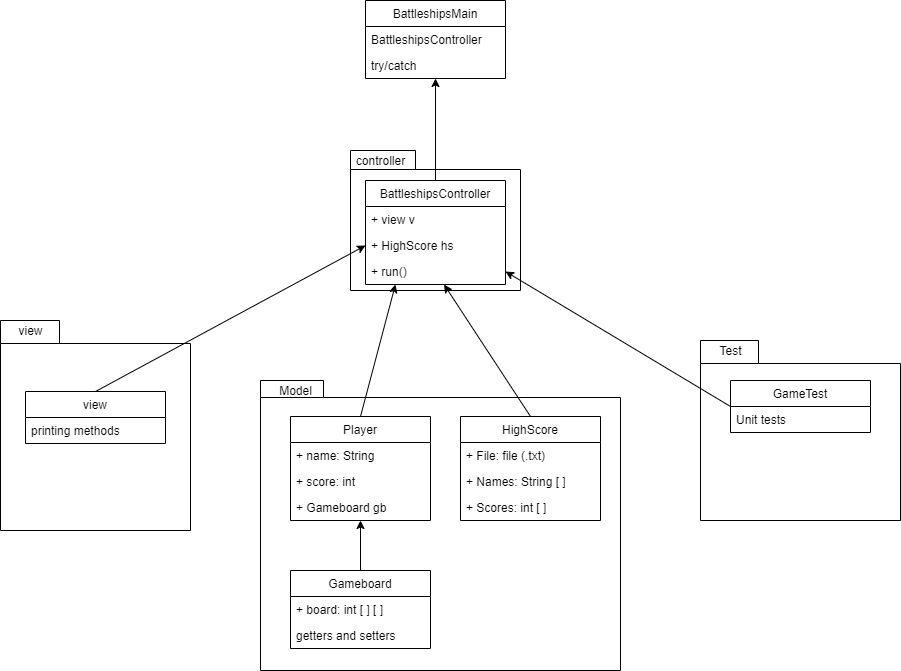 BattleshipsMain
BattleshipsController
try/catch
controller
BattleshipsController
+ view v
+ HighScore hs
+ run()
view
view
printing methods
Model
Player
+ name: String
+ score: int
+ Gameboard gb
HighScore
+ File: file (.txt)
+ Names: String [ ]
+ Scores: int [ ]
Gameboard
+ board: int [ ] [ ]
getters and setters
Test
GameTest
Unit tests